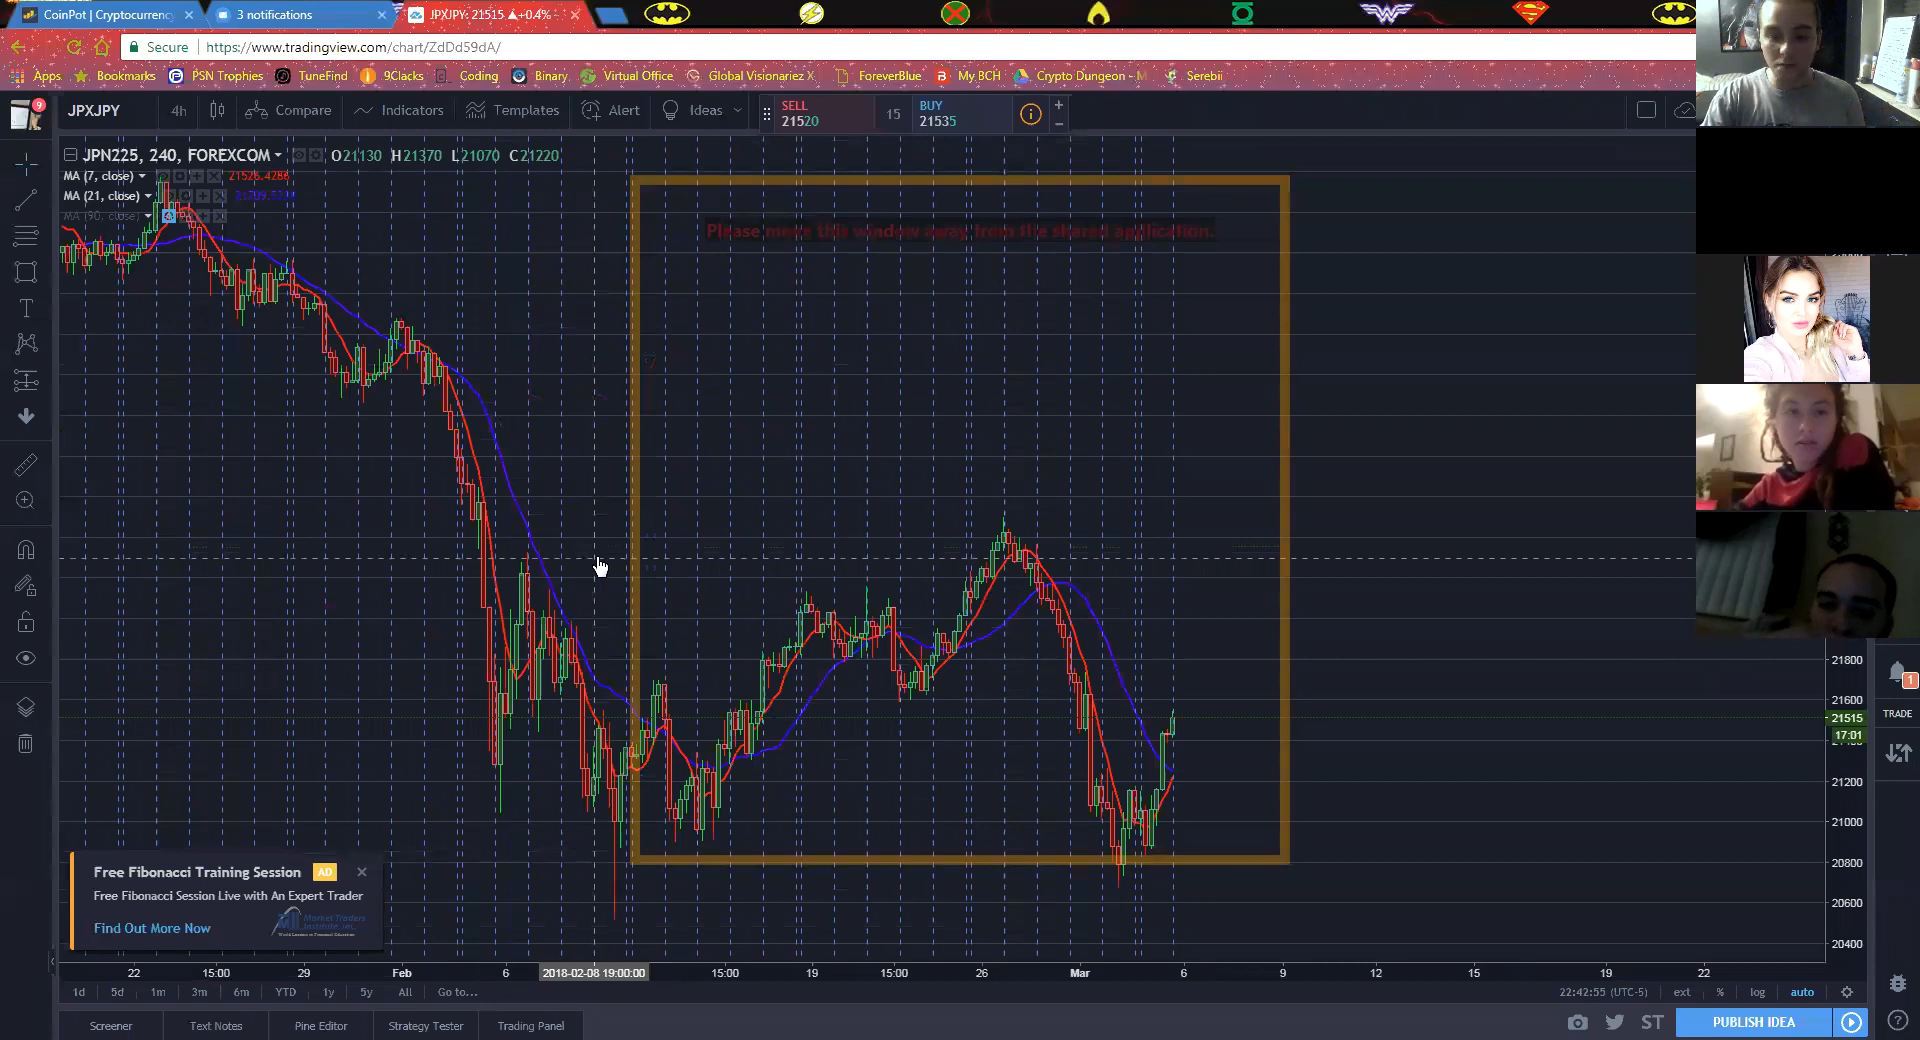 CoinPot | Cryptocurrency
3 notifications
JPXJPY: 21515 ▲+0.4%
Secure
https://www.tradingview.com/chart/ZdDd59dA/
Apps
Bookmarks
PSN Trophies
TuneFind
9Clacks
Coding
Binary
Virtual Office
Global Visionariez X
ForeverBlue
My BCH
Crypto Dungeon - M
Serebii
9
JPXJPY
4h
Compare
Indicators
Templates
Alert
Ideas
SELL
21520
15
BUY
21535
JPN225, 240, FOREXCOM
O21130 H21370 L21070 C21220
MA (7, close)
21526.4286
MA (21, close)
MA (90, close)
Please move this window away from the shared application.
21800
21600
21515
17:01
21200
21000
20800
20600
20400
1
TRADE
Free Fibonacci Training Session
AD
Free Fibonacci Session Live with An Expert Trader
Find Out More Now
Market Traders
Institute, Inc.
22
15:00
29
Feb
6
2018-02-08 19:00:00
15:00
19
15:00
26
Mar
6
9
12
15
19
22
1d
5d
1m
3m
6m
YTD
1y
5y
All
Go to...
22:42:55 (UTC-5)
ext
%
log
auto
Screener
Text Notes
Pine Editor
Strategy Tester
Trading Panel
ST
PUBLISH IDEA